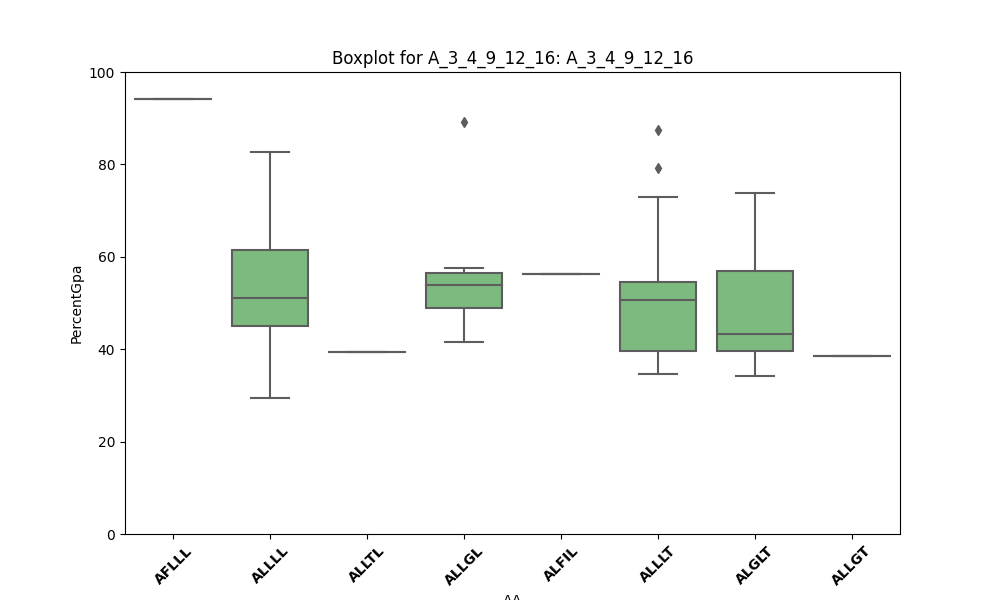 Boxplot for A_3_4_9_12_16: A_3_4_9_12_16
100
80
60
40
20
0
PercentGpa
AFLLL
ALLLL
ALLTL
ALLGL
ALFIL
ALLLT
ALGLT
ALLGT
AA